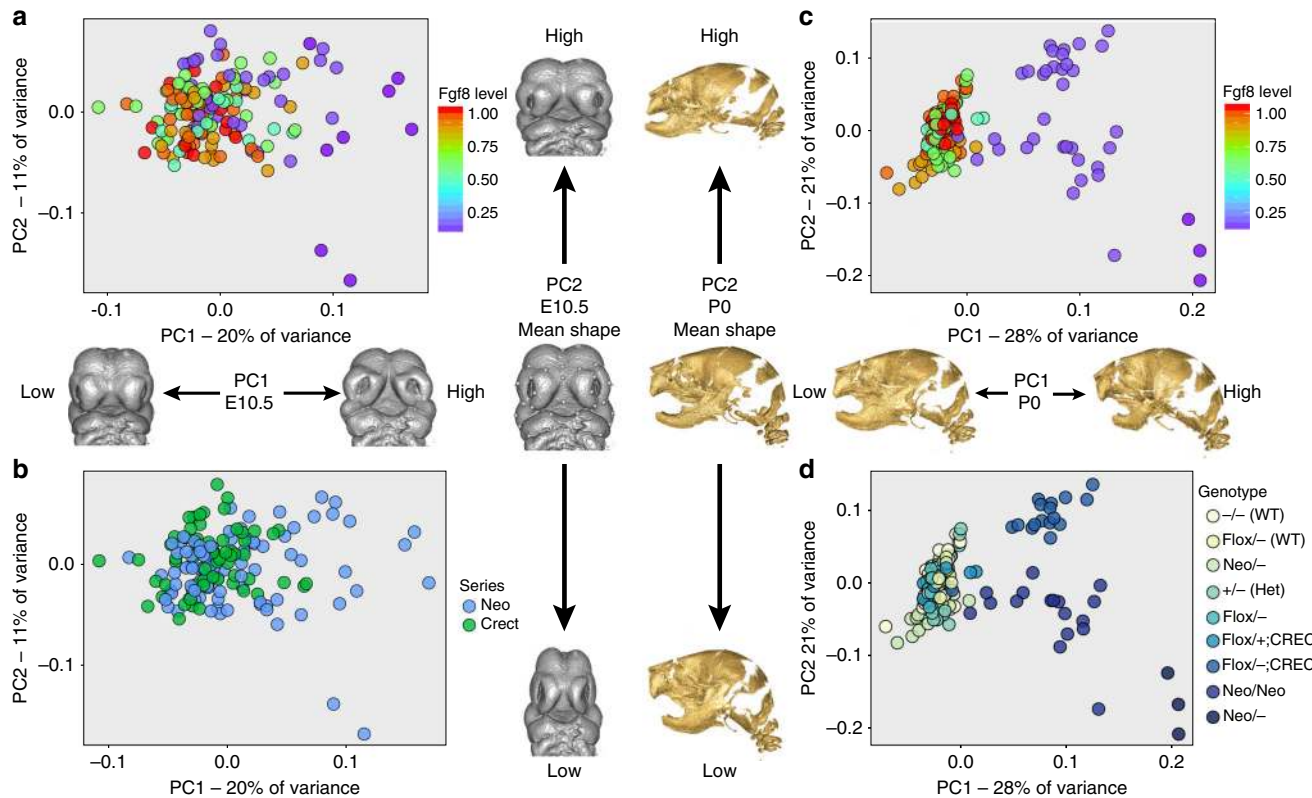 a
PC2 – 11% of variance
0.0
–0.1
-0.1
0.0
0.1
PC1 – 20% of variance
Fgf8 level
1.00
0.75
0.50
0.25
High
High
PC2
E10.5
Mean shape
PC2
P0
Mean shape
c
PC2 – 21% of variance
0.1
0.0
–0.1
–0.2
0.0
0.1
0.2
PC1 – 28% of variance
Fgf8 level
1.00
0.75
0.50
0.25
Low
PC1
E10.5
High
Low
PC1
P0
High
b
PC2 – 11% of variance
0.0
–0.1
–0.1
0.0
0.1
PC1 – 20% of variance
Series
Neo
Crect
Low
Low
d
PC2 21% of variance
0.1
0.0
–0.1
–0.2
0.0
0.1
0.2
PC1 – 28% of variance
Genotype
–/– (WT)
Flox/– (WT)
Neo/–
+/– (Het)
Flox/–
Flox/+;CREC
Flox/–;CREC
Neo/Neo
Neo/–